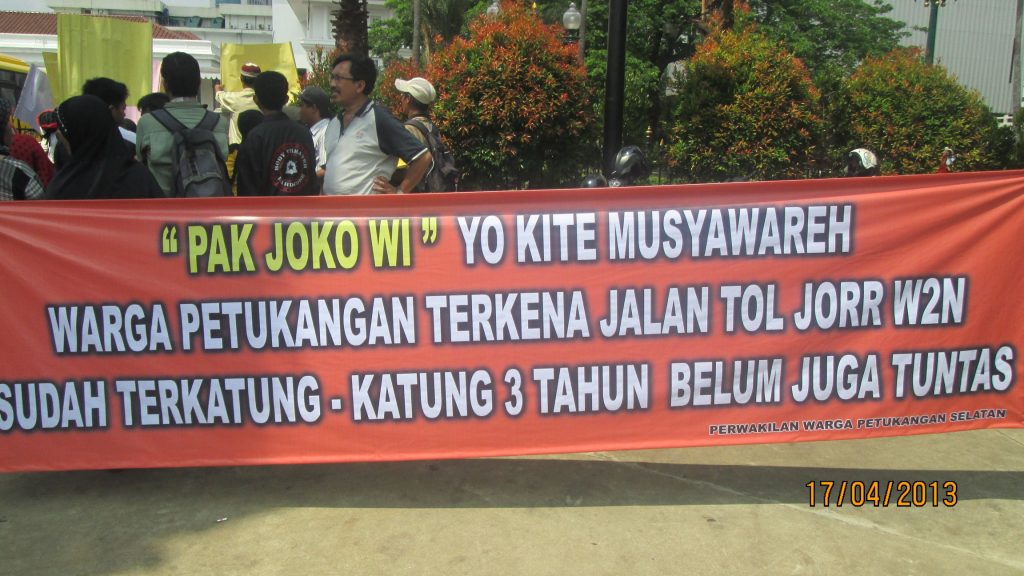 “ PAK JOKO WI ” YO KITE MUSYAWAREH
WARGA PETUKANGAN TERKENA JALAN TOL JORR W2N
SUDAH TERKATUNG - KATUNG 3 TAHUN BELUM JUGA TUNTAS
PERWAKILAN WARGA PETUKANGAN SELATAN
17/04/2013